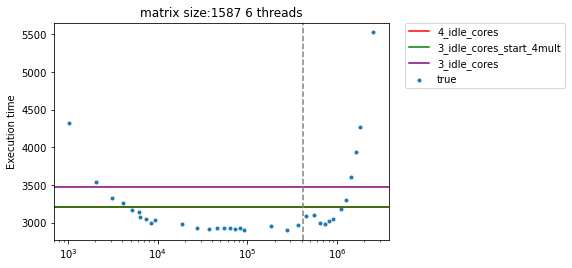 matrix size:1587 6 threads
4_idle_cores
3_idle_cores_start_4mult
3_idle_cores
true
Execution time
5500
5000
4500
4000
3500
3000
10³
10⁴
10⁵
10⁶